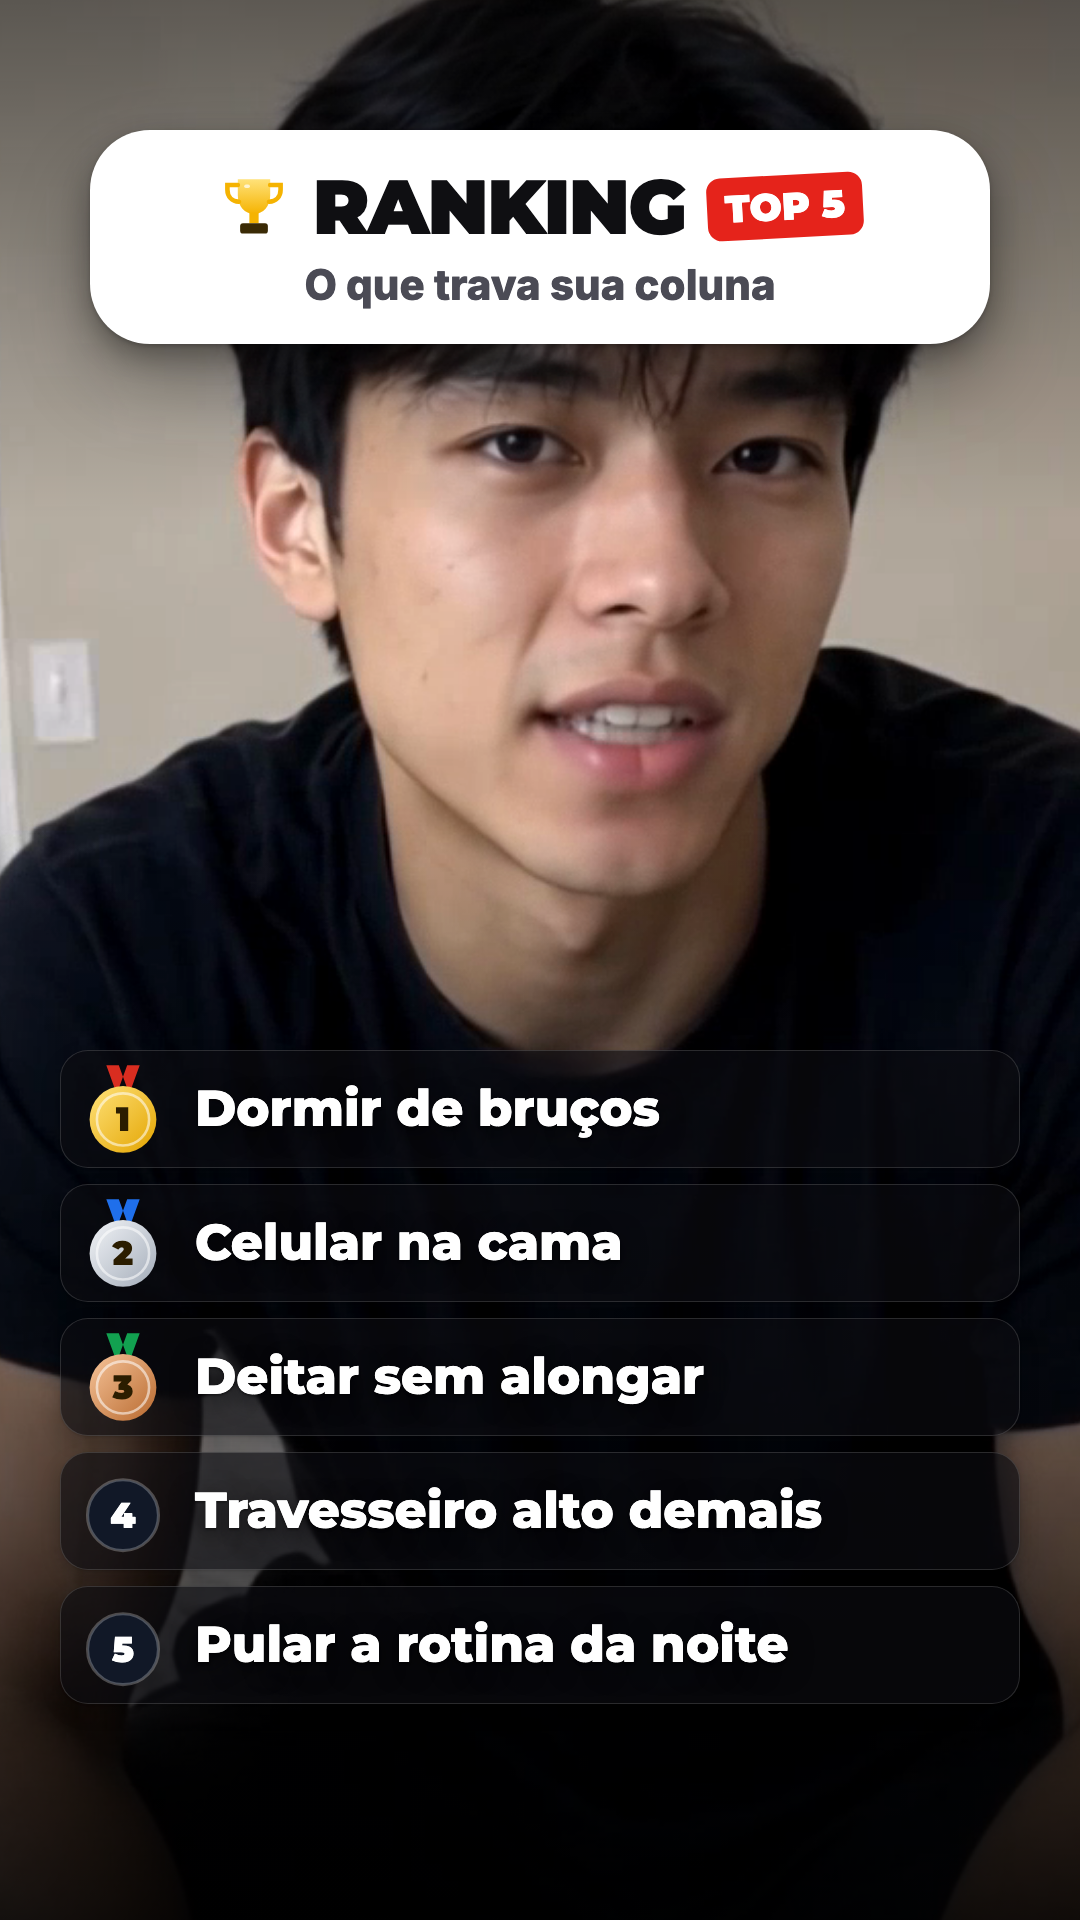 RANKING TOP 5
O que trava sua coluna
1 Dormir de bruços
2 Celular na cama
3 Deitar sem alongar
4 Travesseiro alto demais
5 Pular a rotina da noite